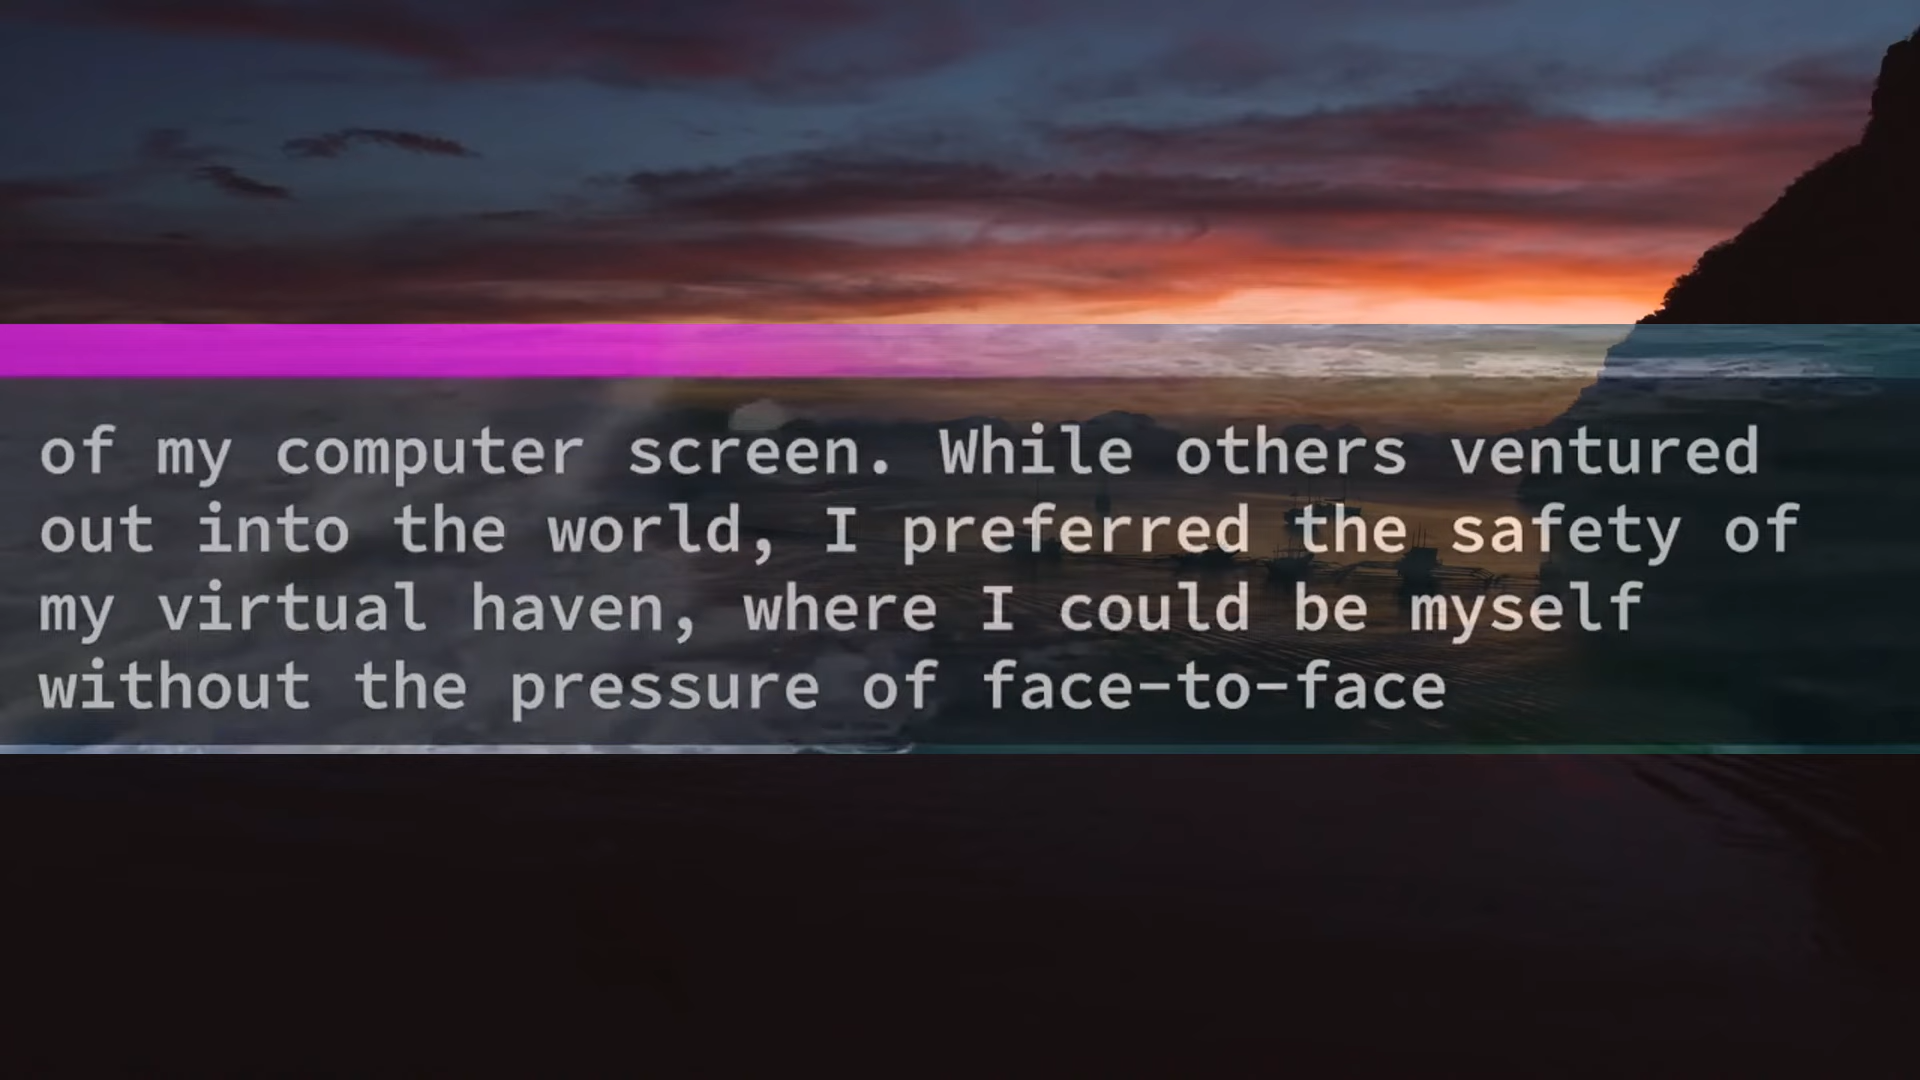 of my computer screen. While others ventured
out into the world, I preferred the safety of
my virtual haven, where I could be myself
without the pressure of face-to-face